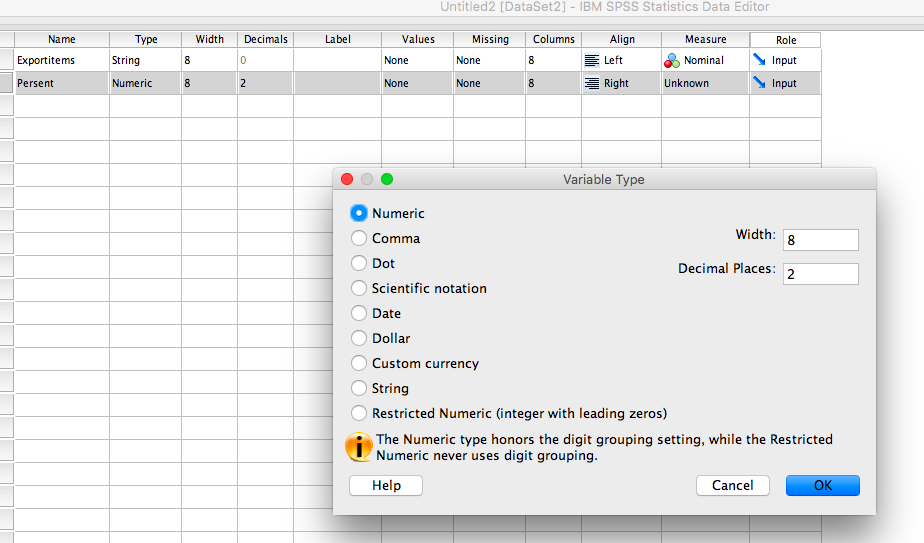 Untitled2 [DataSet2] - IBM SPSS Statistics Data Editor
Name Type Width Decimals Label Values Missing Columns Align Measure Role
Exportitems String 8 0 None None 8 Left Nominal Input
Persent Numeric 8 2 None None 8 Right Unknown Input
Variable Type
Numeric
Comma
Dot
Scientific notation
Date
Dollar
Custom currency
String
Restricted Numeric (integer with leading zeros)
Width: 8
Decimal Places: 2
The Numeric type honors the digit grouping setting, while the Restricted
Numeric never uses digit grouping.
Help Cancel OK